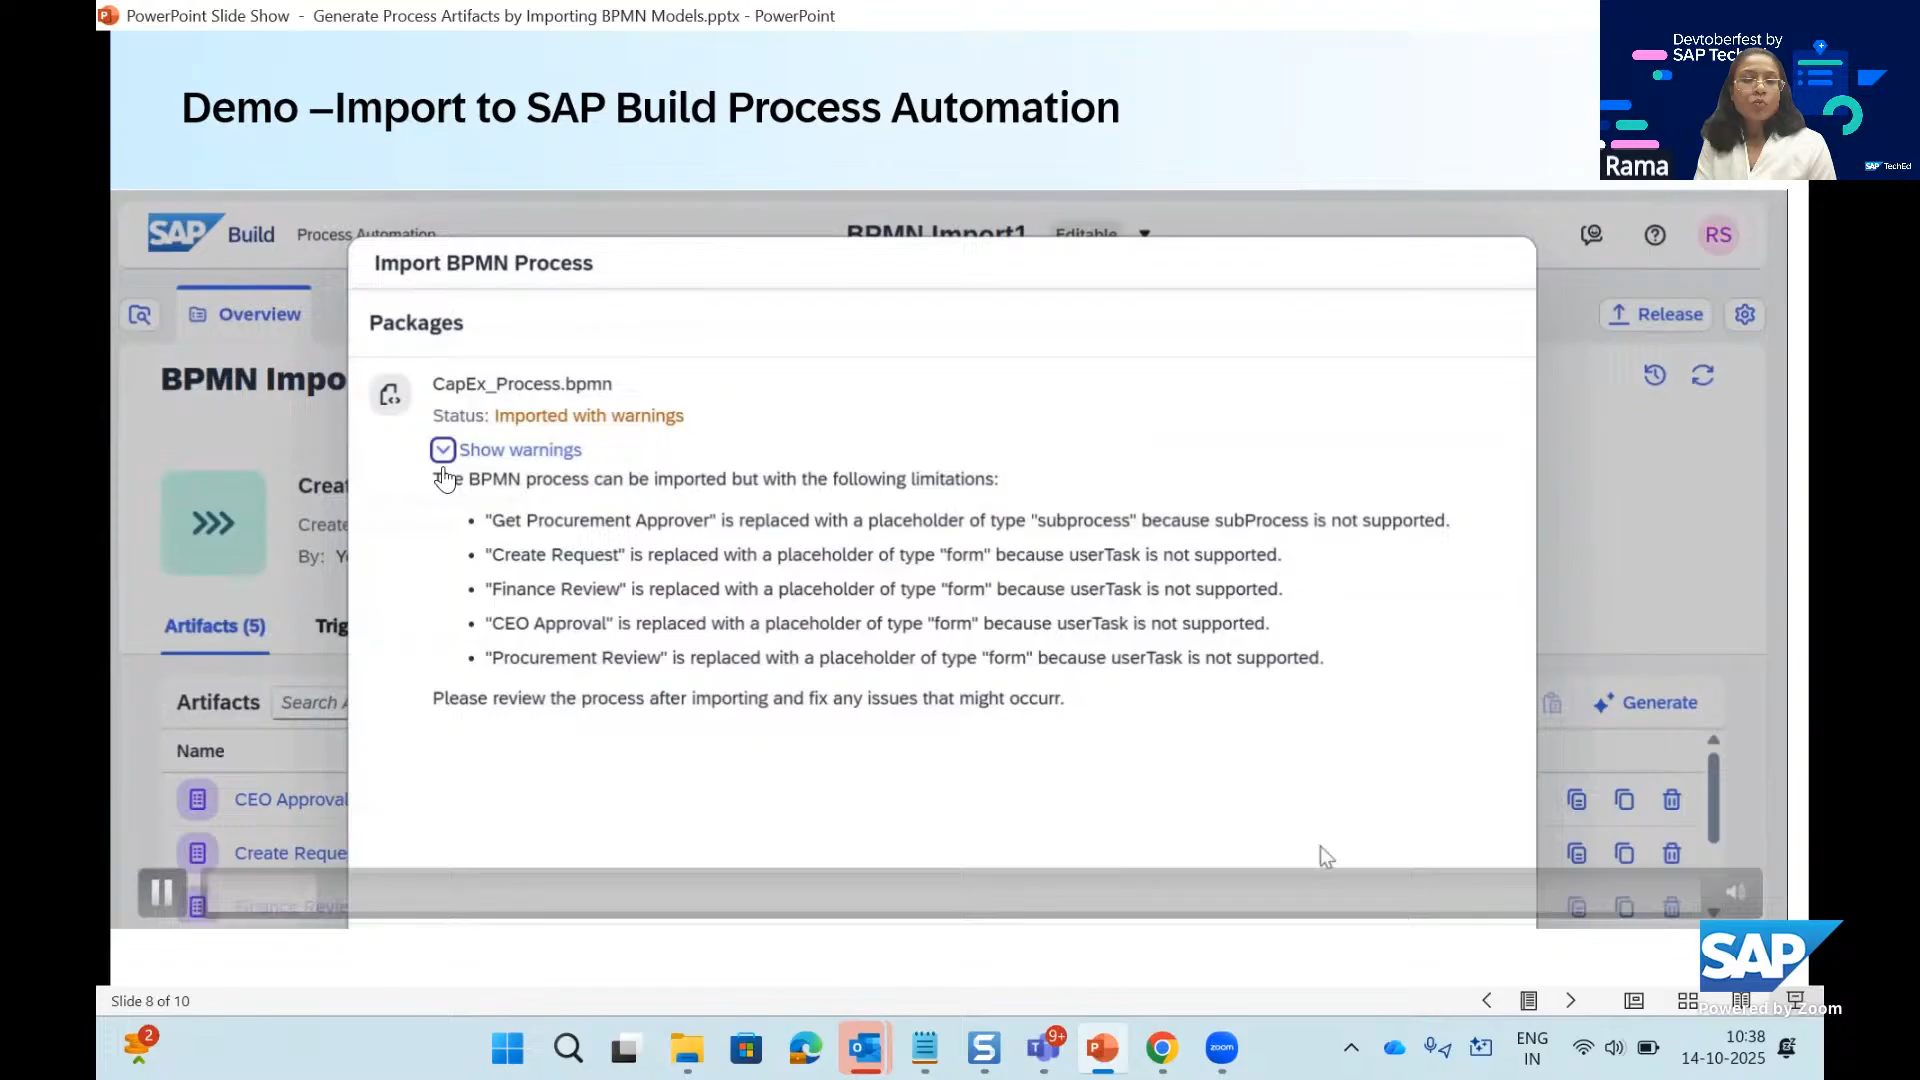 PowerPoint Slide Show - Generate Process Artifacts by Importing BPMN Models.pptx - PowerPoint
Devtoberfest by
SAP
Rama
SAP TechEd
Demo –Import to SAP Build Process Automation
SAP Build Process Automation
BPMN Import1 Editable
RS
Import BPMN Process
Overview
Release
Packages
BPMN Impo
CapEx_Process.bpmn
Status: Imported with warnings
Show warnings
BPMN process can be imported but with the following limitations:
• "Get Procurement Approver" is replaced with a placeholder of type "subprocess" because subProcess is not supported.
• "Create Request" is replaced with a placeholder of type "form" because userTask is not supported.
• "Finance Review" is replaced with a placeholder of type "form" because userTask is not supported.
• "CEO Approval" is replaced with a placeholder of type "form" because userTask is not supported.
• "Procurement Review" is replaced with a placeholder of type "form" because userTask is not supported.
Please review the process after importing and fix any issues that might occurr.
Creat
Create
By: Y
Artifacts (5) Trig
Artifacts Search A
Generate
Name
CEO Approval
Create Reque
Finance Revie
SAP
Powered by Zoom
Slide 8 of 10
2
9+
zoom
ENG
IN
10:38
14-10-2025